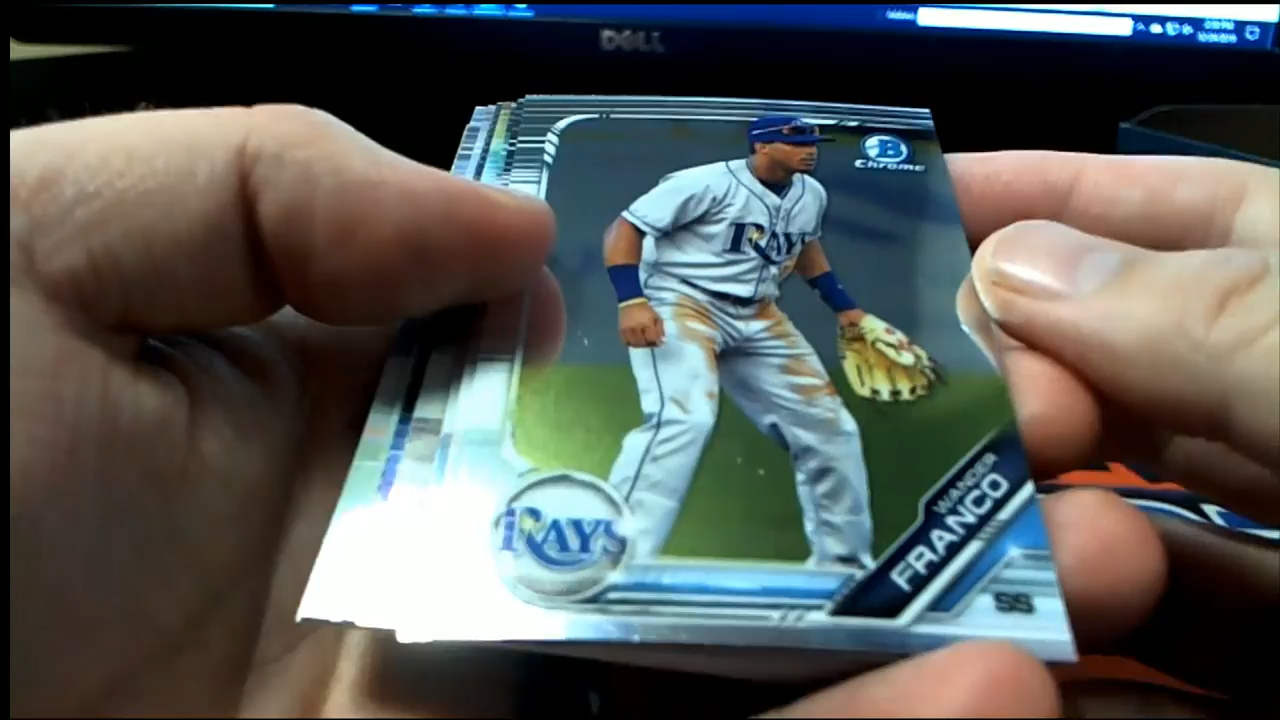 DELL
B
Chrome
RAYS
RAYS
WANDER
FRANCO
SS